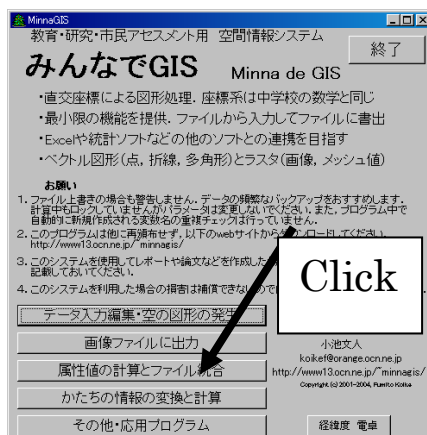 MinnaGIS
教育・研究・市民アセスメント用 空間情報システム
終了
みんなでGIS Minna de GIS
・直交座標による図形処理. 座標系は中学校の数学と同じ
・最小限の機能を提供. ファイルから入力してファイルに書出
・Excelや統計ソフトなどの他のソフトとの連携を目指す
・ベクトル図形(点, 折線, 多角形)とラスタ(画像, メッシュ値)
お願い
1. ファイル上書きの場合も警告しません. データの頻繁なバックアップをおすすめします.
計算中もロックしていませんがパラメータは変更しないでください. また, プログラム中で
自動的に新規作成される変数名の重複チェックは行っていません.
2. このプログラムは他に再頒布せず, 以下のwebサイトからダウンロードしてください.
http://www13.ocn.ne.jp/~minnagis/
3. このシステムを使用してレポートや論文などを作成した
記載しておいてください.
4. このシステムを利用した場合の損害は補償できない
Click
データ入力編集・空の図形の発生
画像ファイルに出力
属性値の計算とファイル統合
かたちの情報の変換と計算
その他・応用プログラム
小池文人
koikef@orange.ocn.ne.jp
http://www13.ocn.ne.jp/~minnagis/
Copyright (c) 2001-2004, Fumito Koike
経緯度 電卓